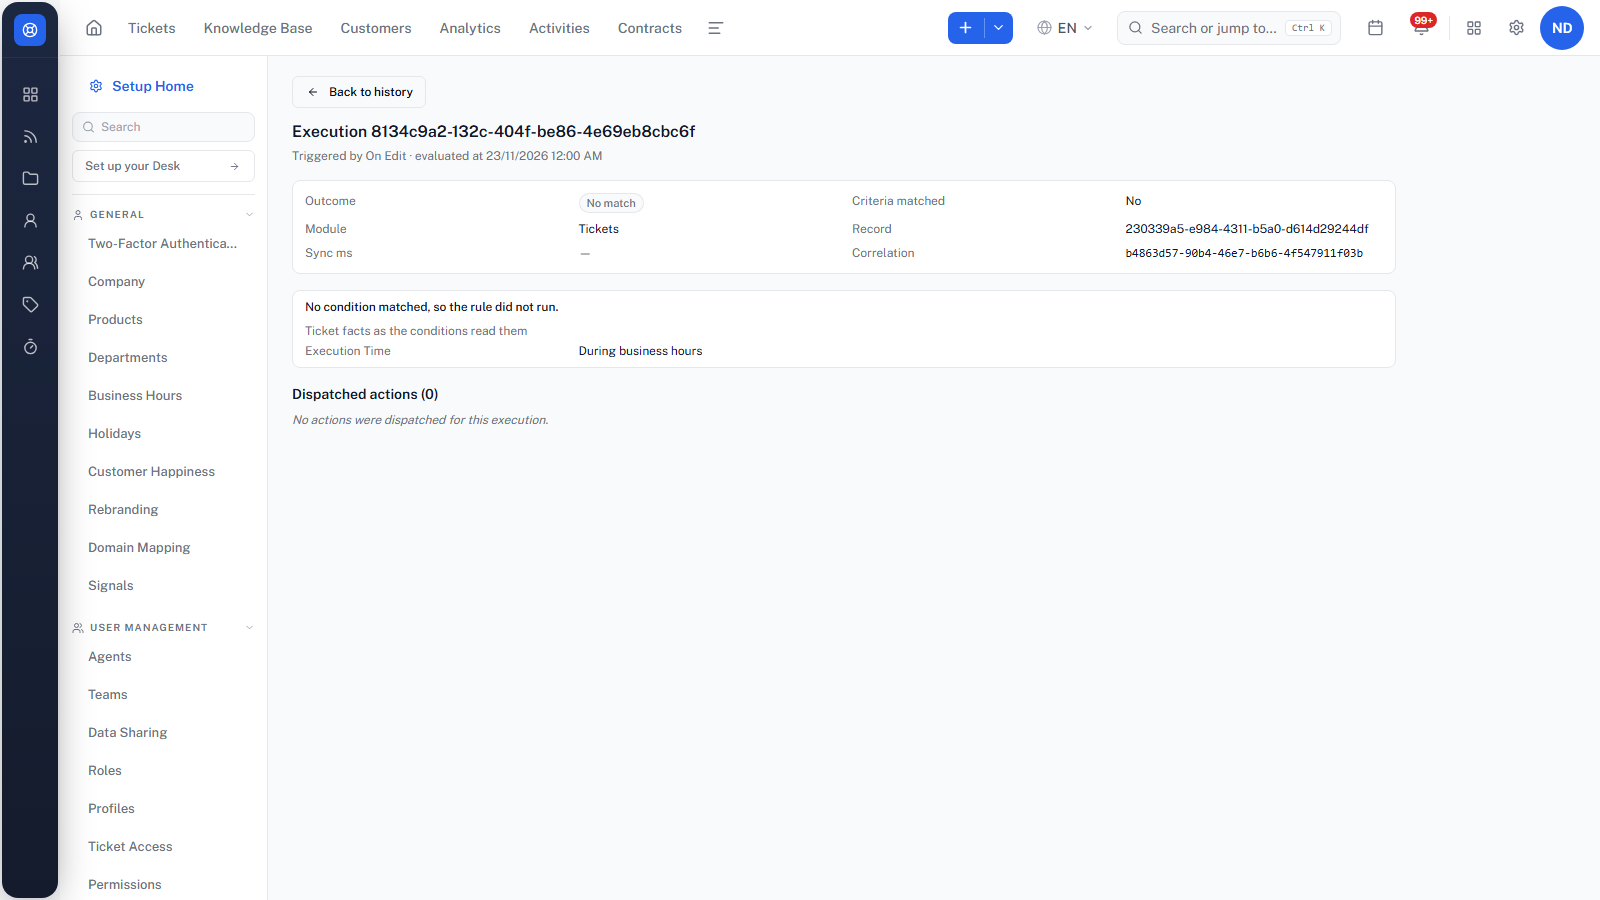 Tickets
Knowledge Base
Customers
Analytics
Activities
Contracts
EN
Search or jump to...
Ctrl K
99+
ND
Setup Home
Search
Set up your Desk
GENERAL
Two-Factor Authentica...
Company
Products
Departments
Business Hours
Holidays
Customer Happiness
Rebranding
Domain Mapping
Signals
USER MANAGEMENT
Agents
Teams
Data Sharing
Roles
Profiles
Ticket Access
Permissions
Back to history
Execution 8134c9a2-132c-404f-be86-4e69eb8cbc6f
Triggered by On Edit · evaluated at 23/11/2026 12:00 AM
Outcome No match Criteria matched No
Module Tickets Record 230339a5-e984-4311-b5a0-d614d29244df
Sync ms — Correlation b4863d57-90b4-46e7-b6b6-4f547911f03b
No condition matched, so the rule did not run.
Ticket facts as the conditions read them
Execution Time During business hours
Dispatched actions (0)
No actions were dispatched for this execution.